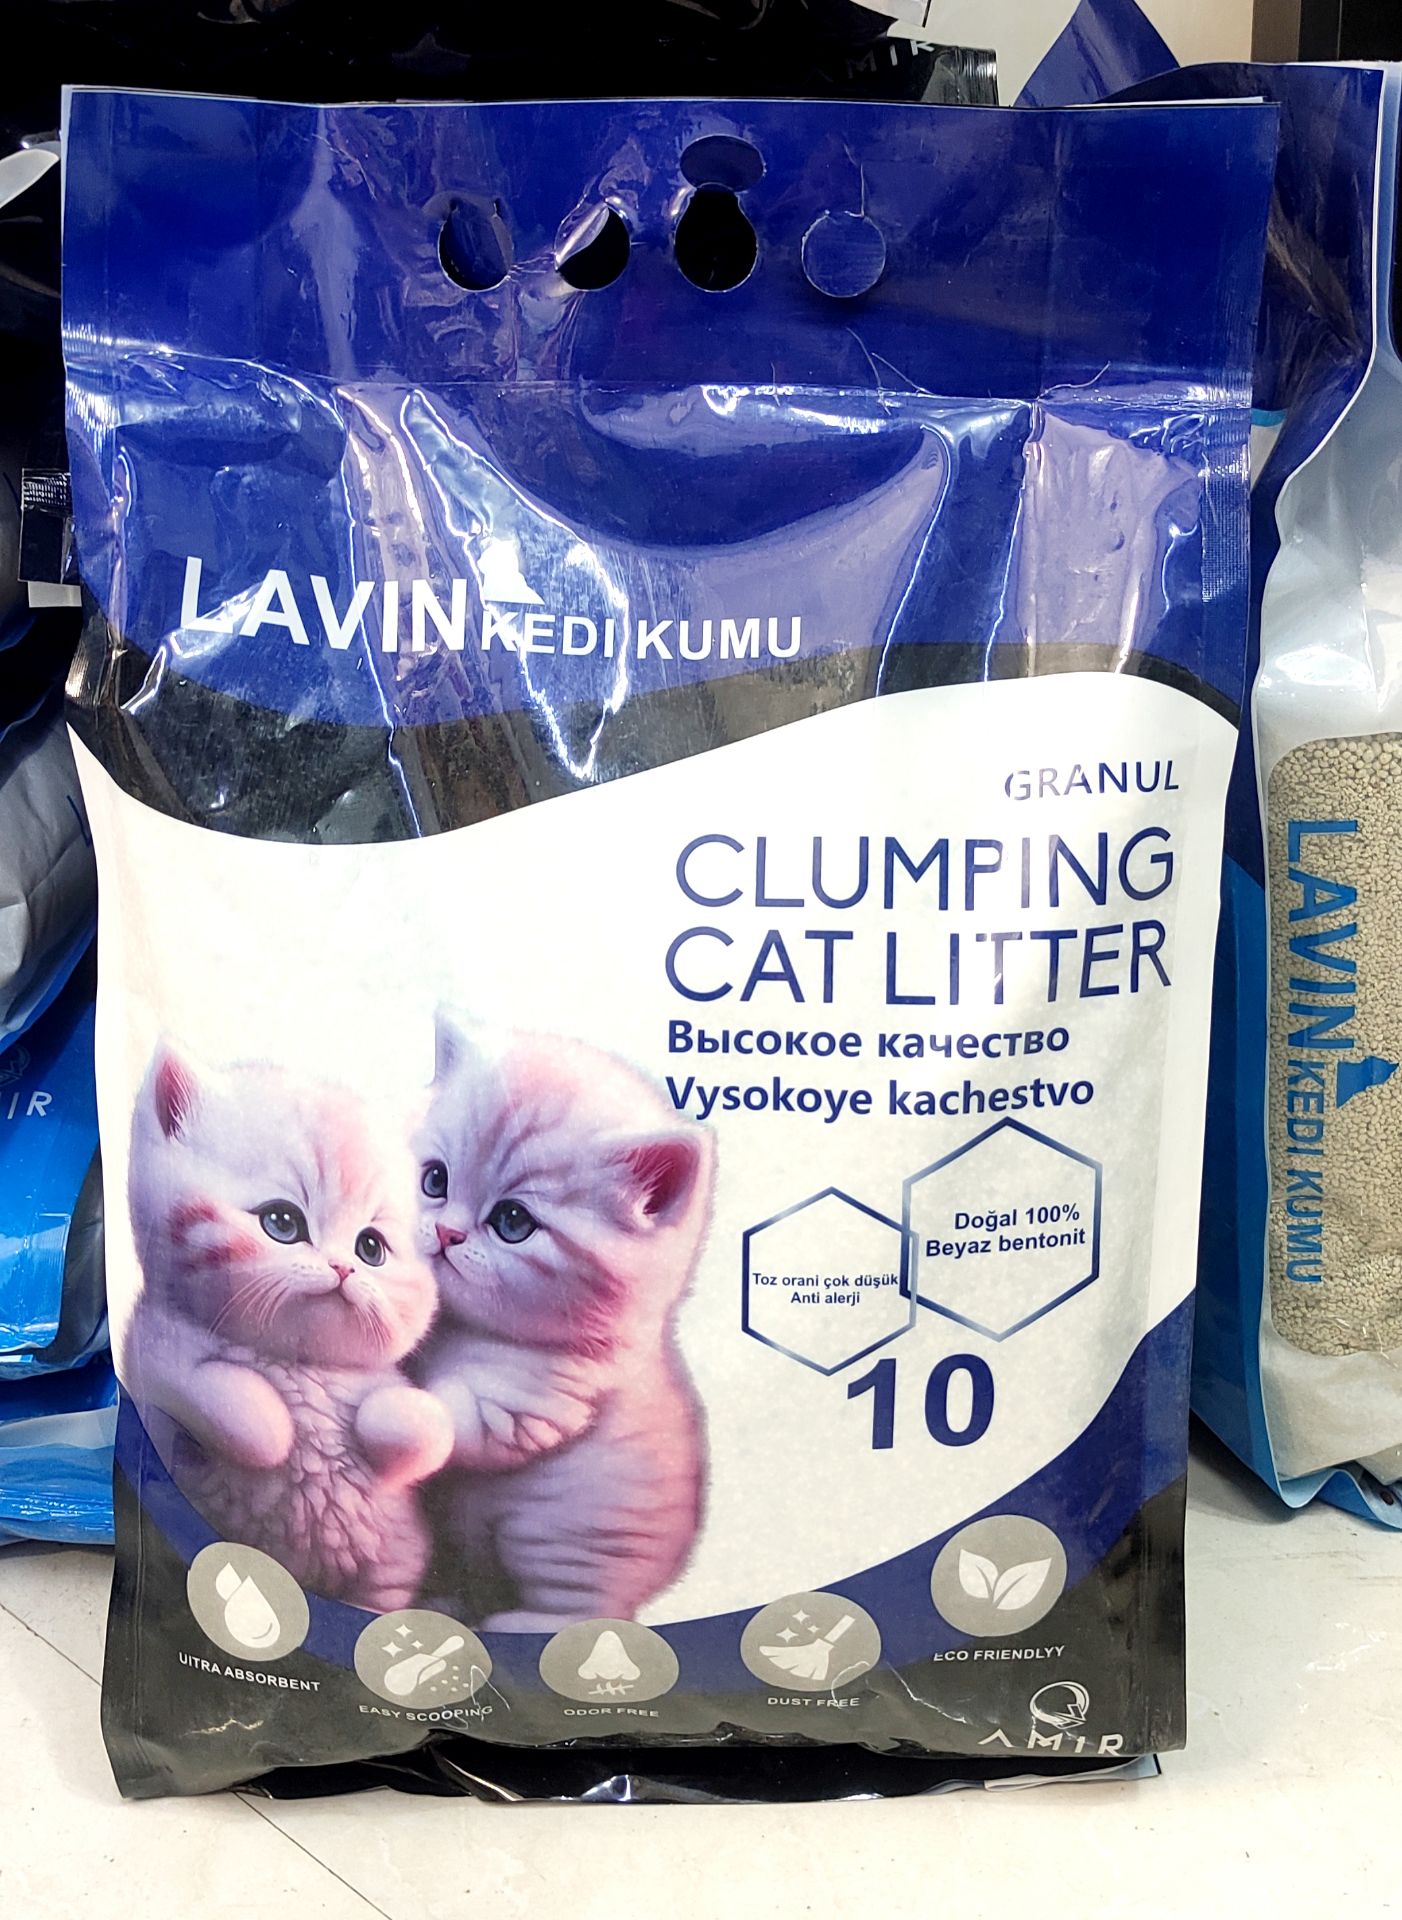 AMIR
LAVIN KEDI KUMU
GRANUL
CLUMPING
CAT LITTER
Высокое качество
Vysokoye kachestvo
Doğal 100%
Beyaz bentonit
Toz orani çok düşük
Anti alerji
10
UITRA ABSORBENT
EASY SCOOPING
ODOR FREE
DUST FREE
ECO FRIENDLYY
AMIR
LAVIN KEDI KUMU